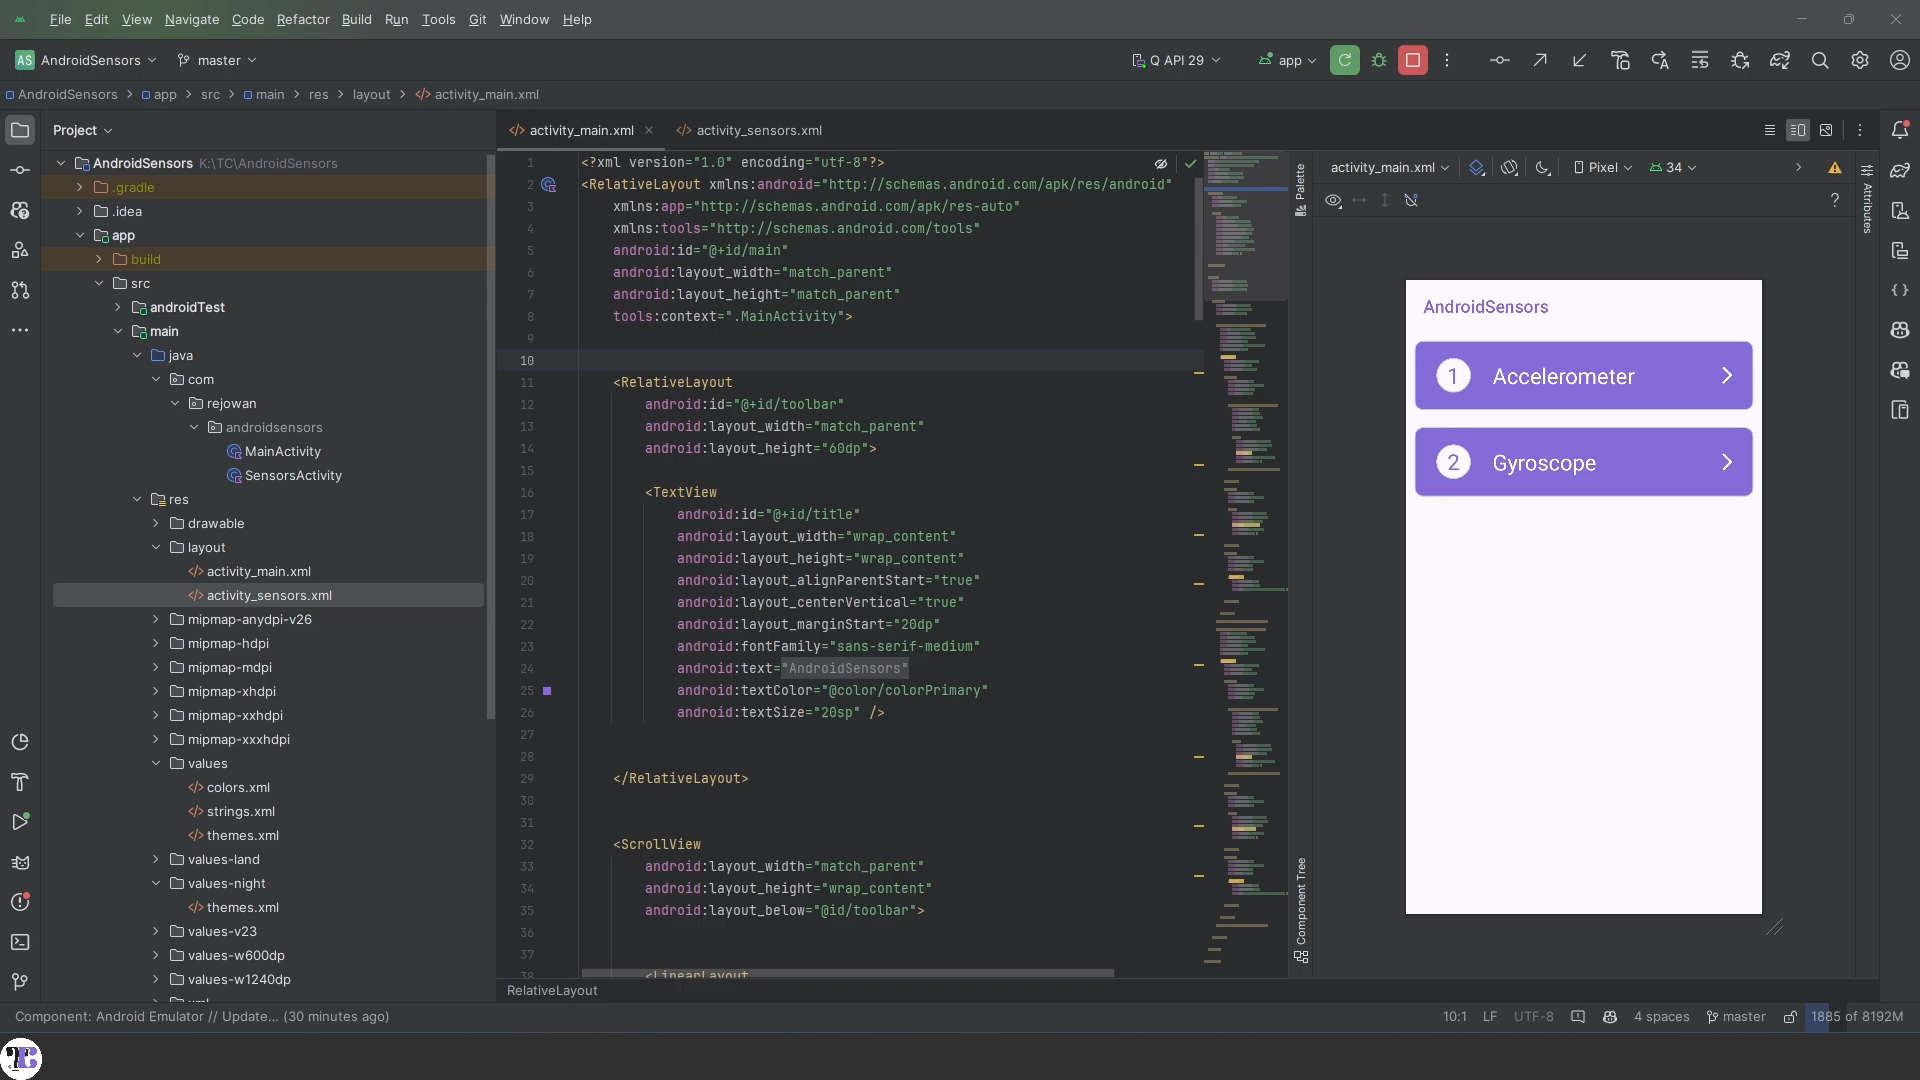 File Edit View Navigate Code Refactor Build Run Tools Git Window Help
AS AndroidSensors master Q API 29 app
AndroidSensors > app > src > main > res > layout > activity_main.xml
Project
AndroidSensors K:\TC\AndroidSensors
.gradle
.idea
app
build
src
androidTest
main
java
com
rejowan
androidsensors
MainActivity
SensorsActivity
res
drawable
layout
activity_main.xml
activity_sensors.xml
mipmap-anydpi-v26
mipmap-hdpi
mipmap-mdpi
mipmap-xhdpi
mipmap-xxhdpi
mipmap-xxxhdpi
values
colors.xml
strings.xml
themes.xml
values-land
values-night
themes.xml
values-v23
values-w600dp
values-w1240dp
xml
activity_main.xml activity_sensors.xml
1 <?xml version="1.0" encoding="utf-8"?>
2 <RelativeLayout xmlns:android="http://schemas.android.com/apk/res/android"
3 xmlns:app="http://schemas.android.com/apk/res-auto"
4 xmlns:tools="http://schemas.android.com/tools"
5 android:id="@+id/main"
6 android:layout_width="match_parent"
7 android:layout_height="match_parent"
8 tools:context=".MainActivity">
9
10
11 <RelativeLayout
12 android:id="@+id/toolbar"
13 android:layout_width="match_parent"
14 android:layout_height="60dp">
15
16 <TextView
17 android:id="@+id/title"
18 android:layout_width="wrap_content"
19 android:layout_height="wrap_content"
20 android:layout_alignParentStart="true"
21 android:layout_centerVertical="true"
22 android:layout_marginStart="20dp"
23 android:fontFamily="sans-serif-medium"
24 android:text="AndroidSensors"
25 android:textColor="@color/colorPrimary"
26 android:textSize="20sp" />
27
28
29 </RelativeLayout>
30
31
32 <ScrollView
33 android:layout_width="match_parent"
34 android:layout_height="wrap_content"
35 android:layout_below="@id/toolbar">
36
37
38 <LinearLayout
RelativeLayout
Palette
Component Tree
activity_main.xml Pixel 34
?
Attributes
AndroidSensors
1 Accelerometer
2 Gyroscope
Component: Android Emulator // Update... (30 minutes ago)
10:1 LF UTF-8 4 spaces master 1885 of 8192M
TC